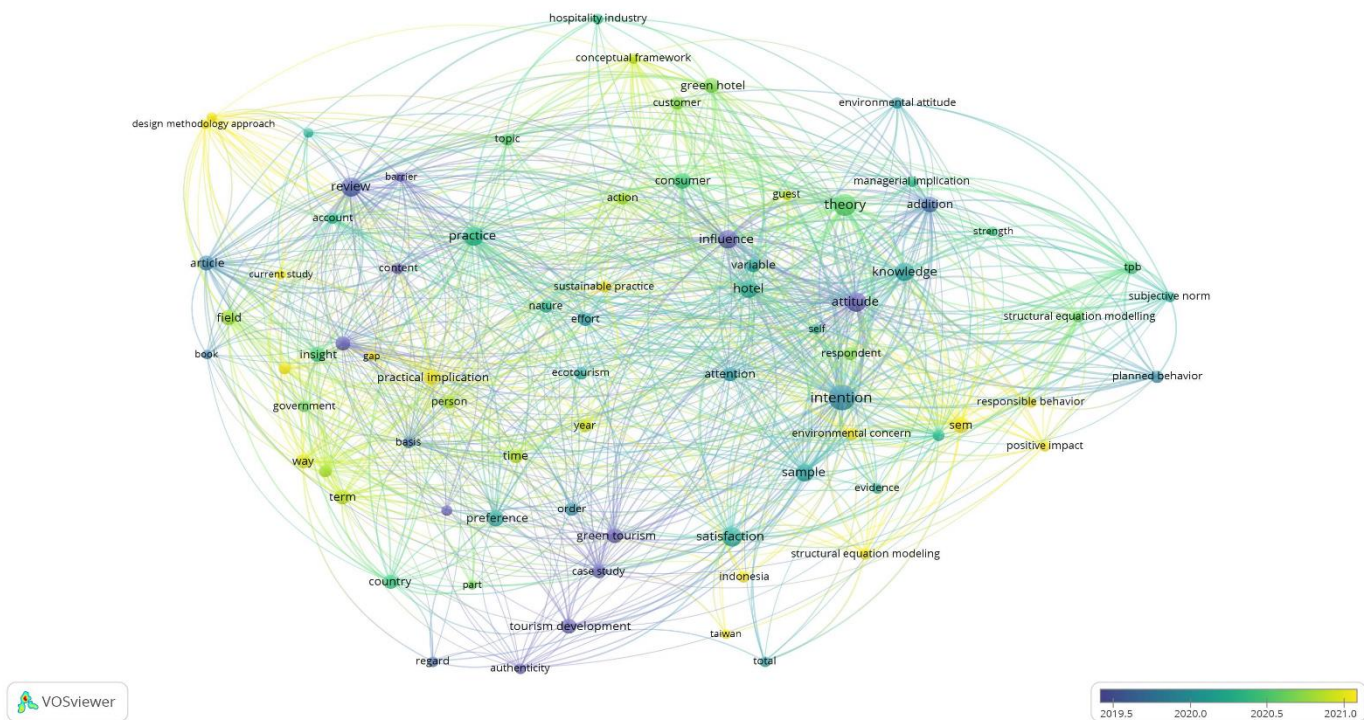 hospitality industry
conceptual framework
green hotel
customer
environmental attitude
design methodology approach
topic
review
barrier
consumer
managerial implication
account
action
guest
theory
addition
practice
influence
strength
article
current study
content
variable
knowledge
tpb
sustainable practice
hotel
attitude
subjective norm
nature
field
effort
self
structural equation modelling
book
insight
gap
respondent
practical implication
ecotourism
attention
planned behavior
government
person
intention
responsible behavior
year
environmental concern
sem
basis
positive impact
way
time
sample
term
evidence
preference
order
green tourism
satisfaction
structural equation modeling
case study
indonesia
country
part
tourism development
taiwan
regard
authenticity
total
VOSviewer
2019.5 2020.0 2020.5 2021.0